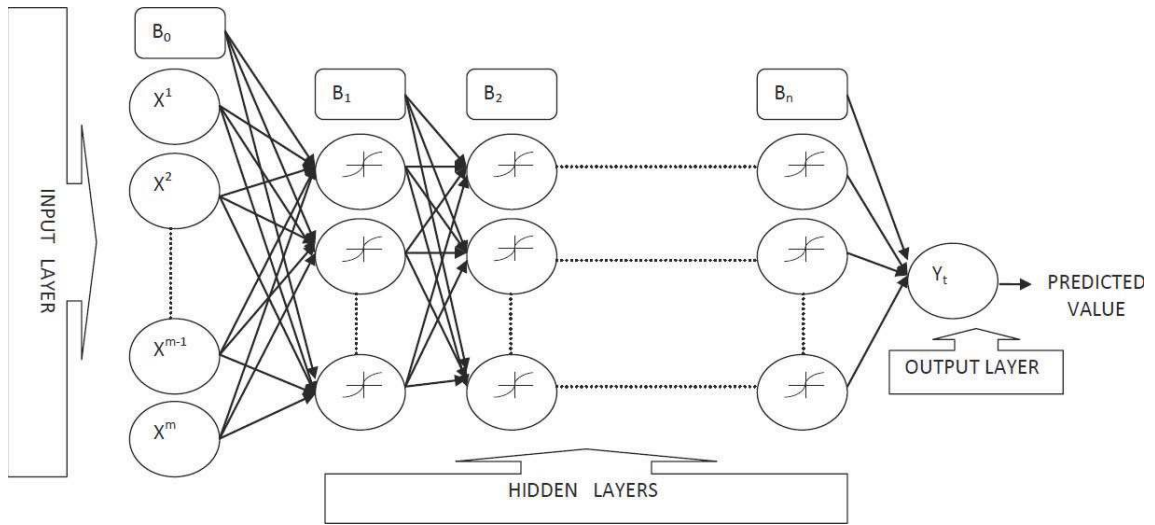 INPUT LAYER
B₀
X¹
X²
Xᵐ⁻¹
Xᵐ
B₁
B₂
Bₙ
Yₜ
PREDICTED
VALUE
OUTPUT LAYER
HIDDEN LAYERS